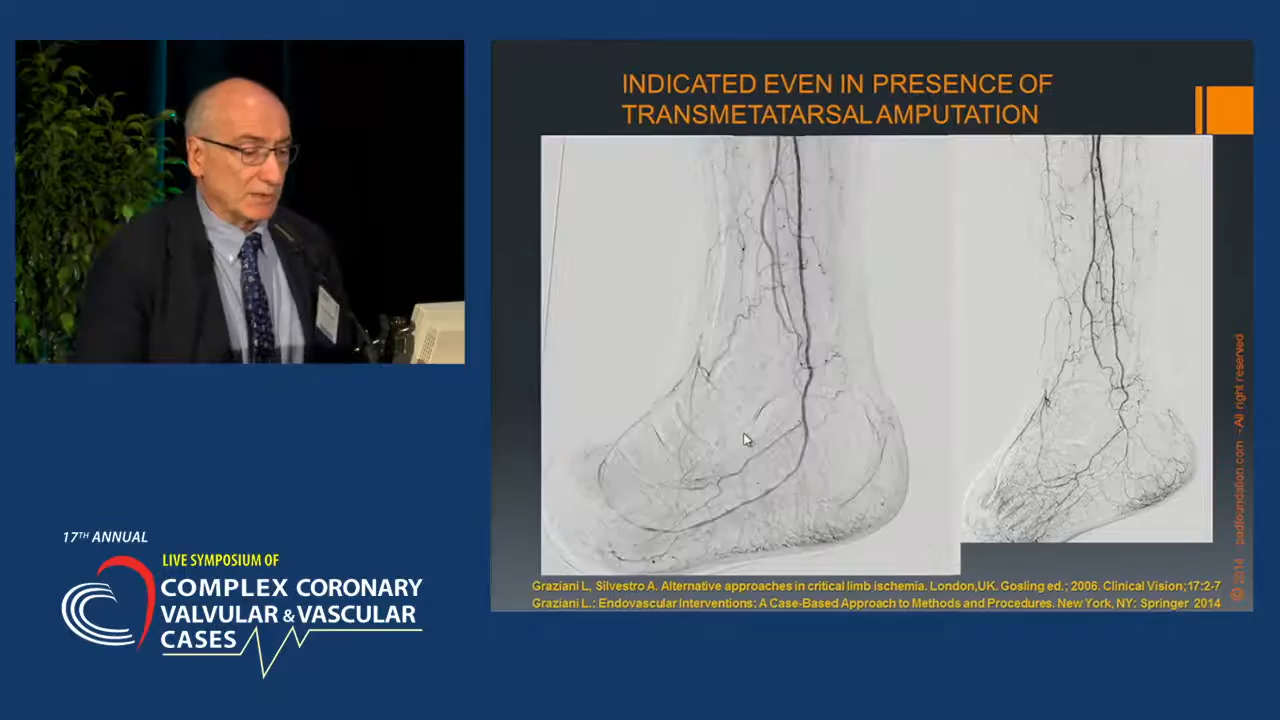 INDICATED EVEN IN PRESENCE OF
TRANSMETATARSAL AMPUTATION
Graziani L, Silvestro A. Alternative approaches in critical limb ischemia. London,UK. Gosling ed.; 2006. Clinical Vision;17:2-7
Graziani L.: Endovascular Interventions: A Case-Based Approach to Methods and Procedures. New York, NY: Springer 2014
© 2014 padfoundation.com - All right reserved
17TH ANNUAL
LIVE SYMPOSIUM OF
COMPLEX CORONARY
VALVULAR & VASCULAR
CASES